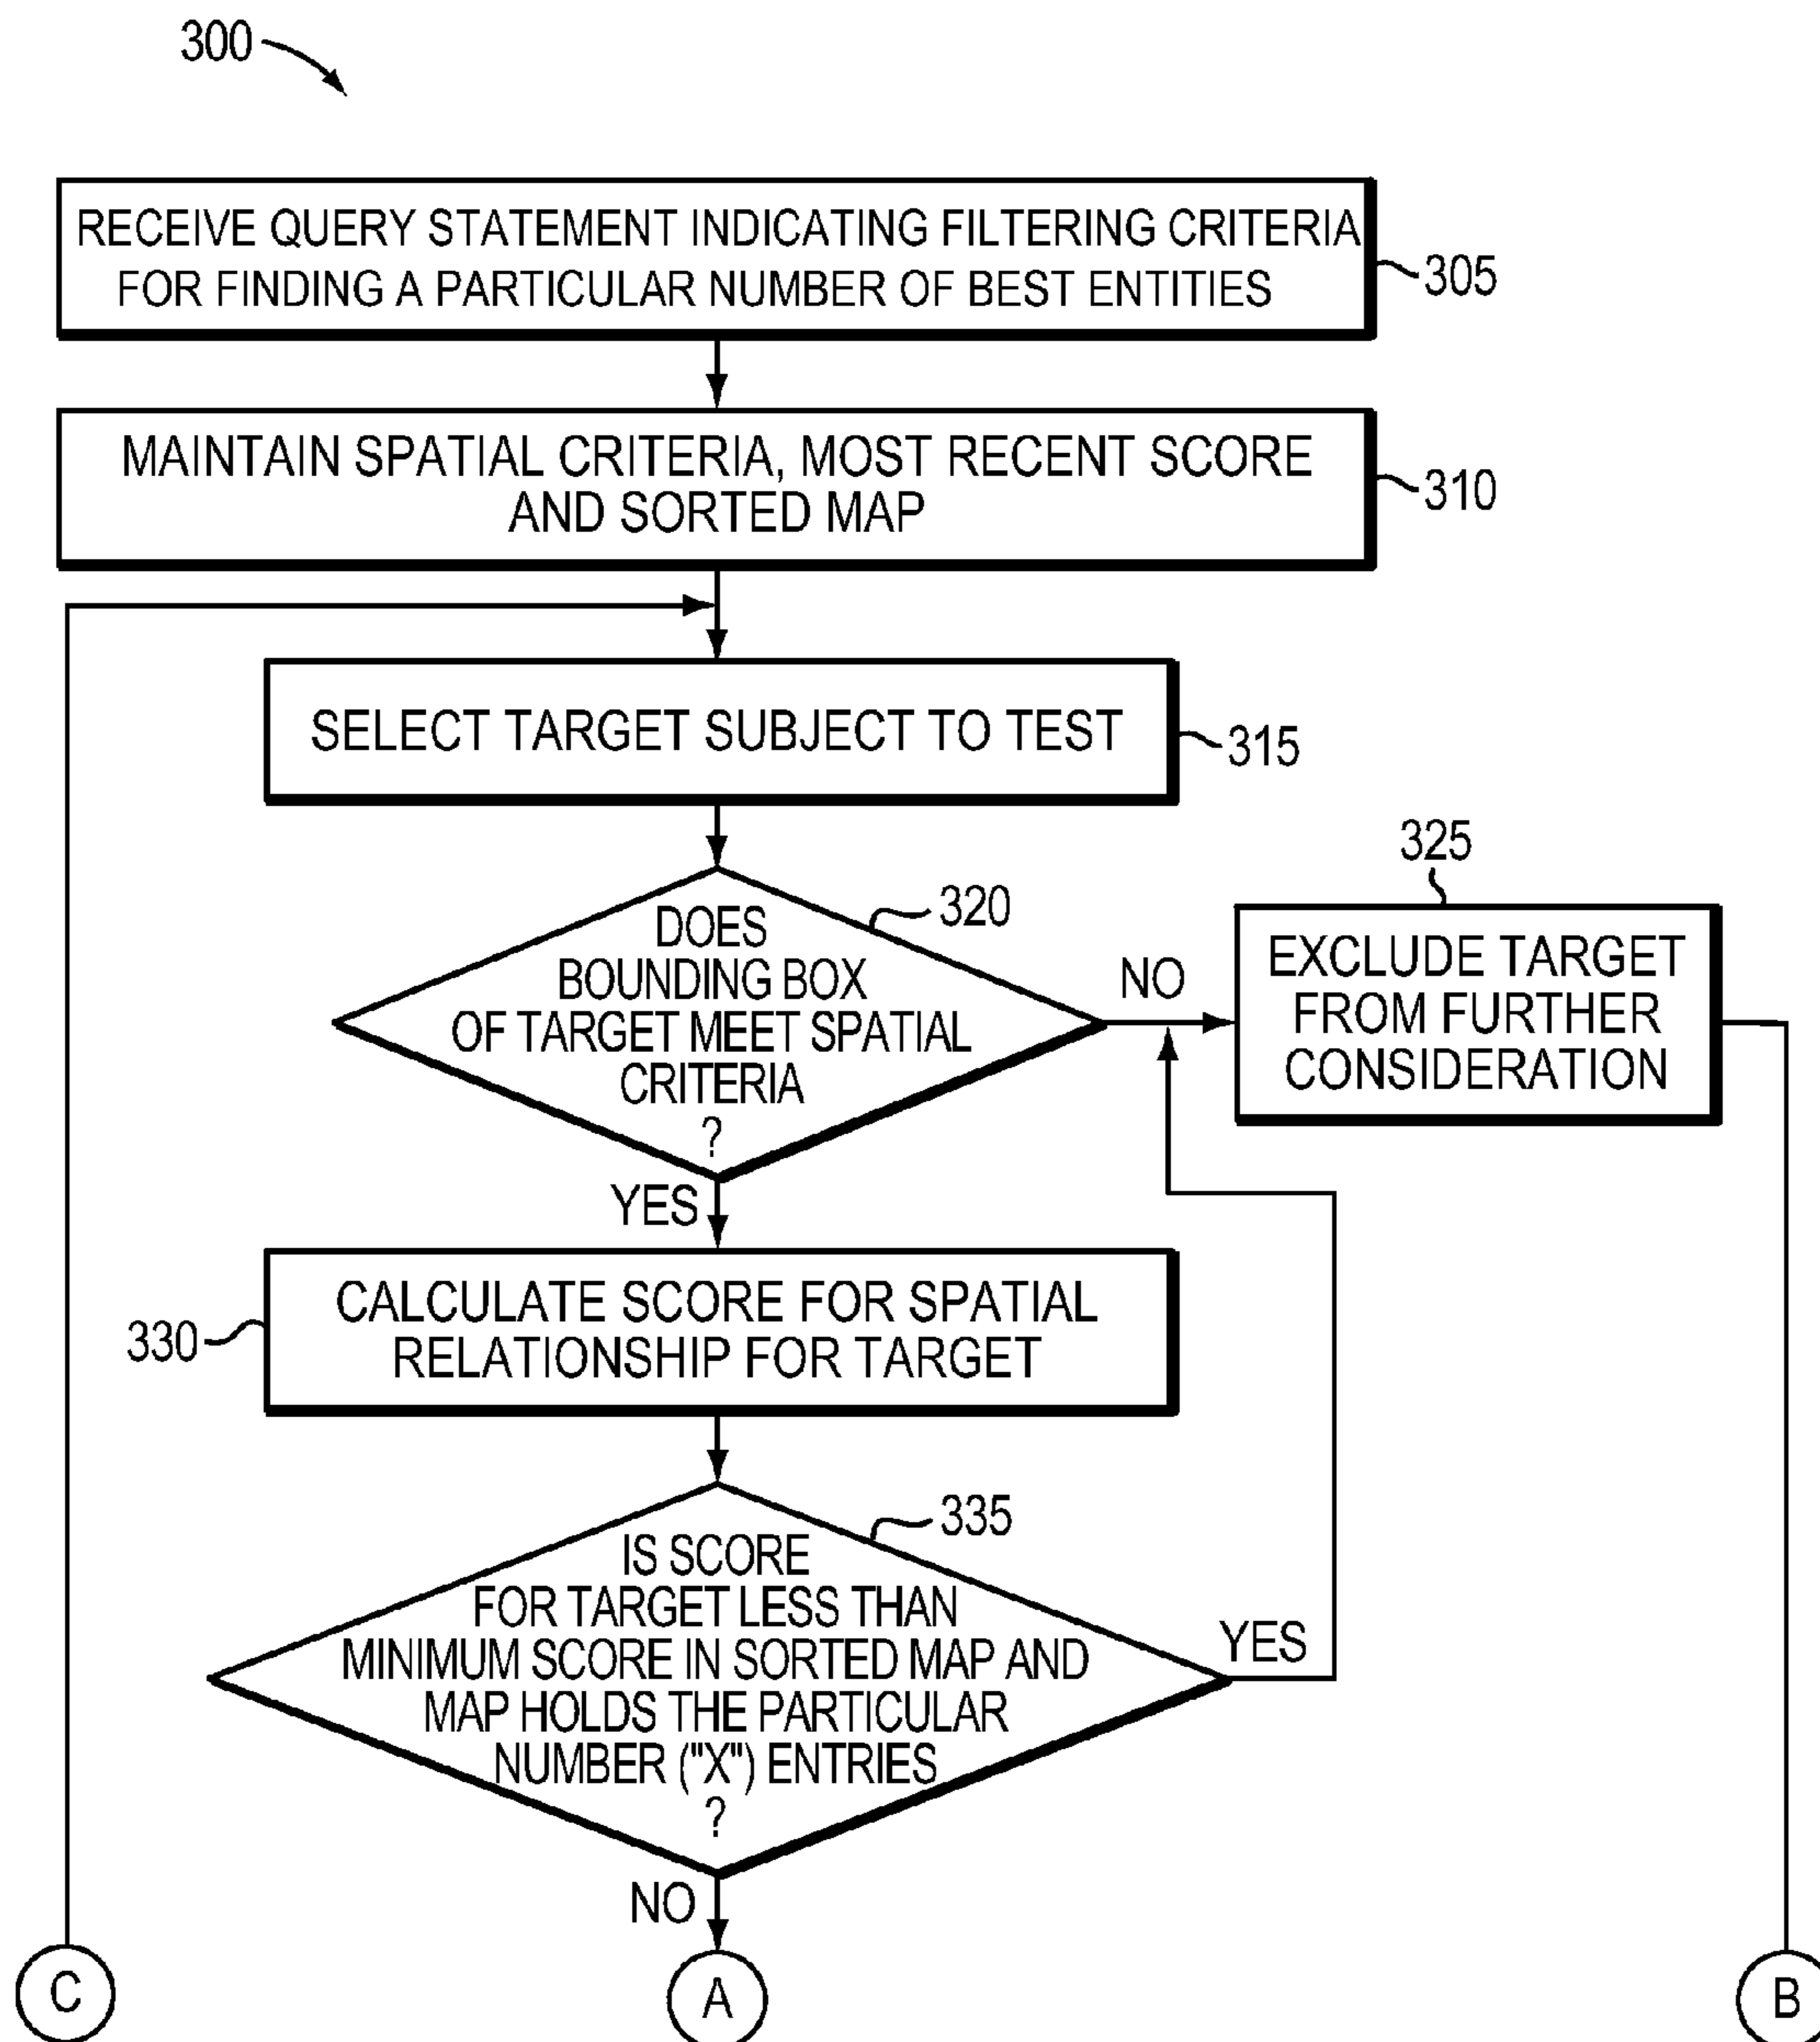 300
RECEIVE QUERY STATEMENT INDICATING FILTERING CRITERIA
FOR FINDING A PARTICULAR NUMBER OF BEST ENTITIES
305
MAINTAIN SPATIAL CRITERIA, MOST RECENT SCORE
AND SORTED MAP
310
SELECT TARGET SUBJECT TO TEST
315
DOES
BOUNDING BOX
OF TARGET MEET SPATIAL
CRITERIA
?
320
NO
325
EXCLUDE TARGET
FROM FURTHER
CONSIDERATION
YES
CALCULATE SCORE FOR SPATIAL
RELATIONSHIP FOR TARGET
330
IS SCORE
FOR TARGET LESS THAN
MINIMUM SCORE IN SORTED MAP AND
MAP HOLDS THE PARTICULAR
NUMBER ("X") ENTRIES
?
335
YES
NO
C
A
B